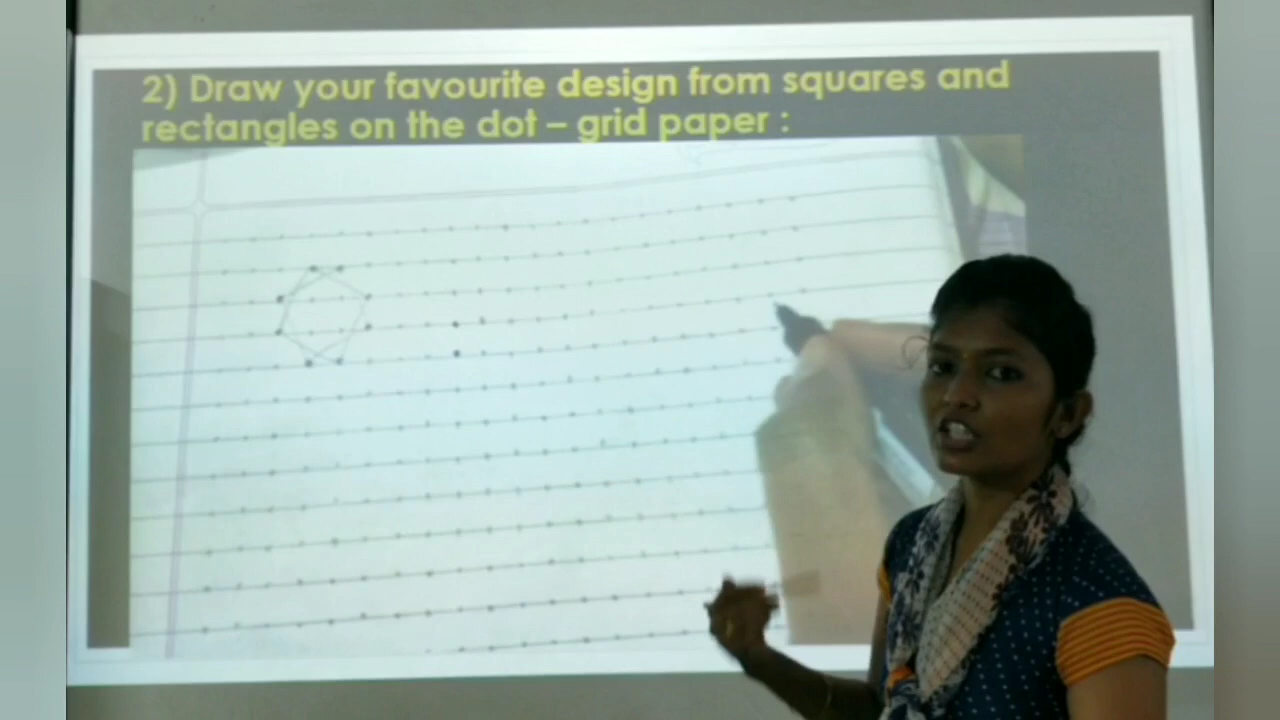 2) Draw your favourite design from squares and
rectangles on the dot – grid paper :